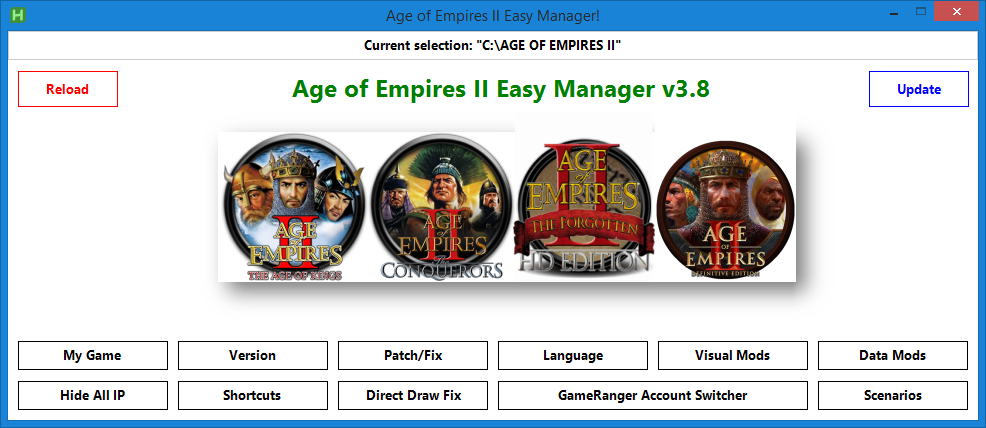 H
Age of Empires II Easy Manager!
Current selection: "C:\AGE OF EMPIRES II"
Reload
Age of Empires II Easy Manager v3.8
Update
AGE of EMPIRES II THE AGE OF KINGS
AGE of EMPIRES II The CONQUERORS
AGE of EMPIRES II THE FORGOTTEN HD EDITION
AGE OF EMPIRES II DEFINITIVE EDITION
My Game
Version
Patch/Fix
Language
Visual Mods
Data Mods
Hide All IP
Shortcuts
Direct Draw Fix
GameRanger Account Switcher
Scenarios